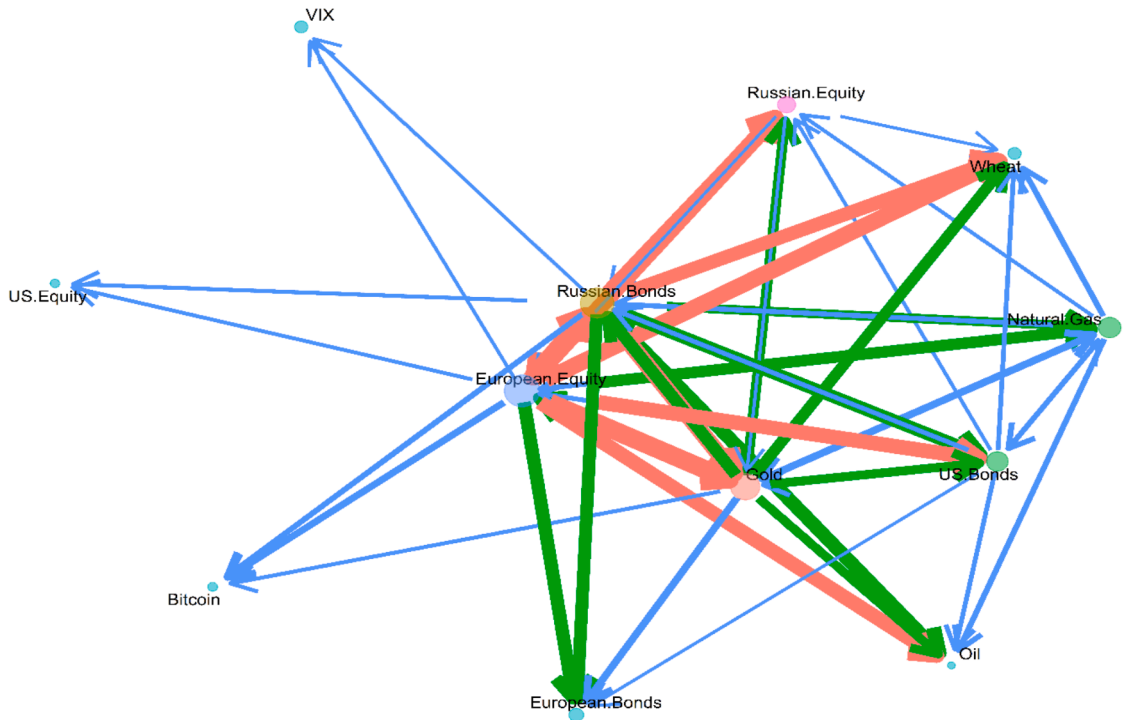 VIX
Russian.Equity
Wheat
US.Equity
Russian.Bonds
Natural.Gas
European.Equity
Gold
US.Bonds
Bitcoin
Oil
European.Bonds